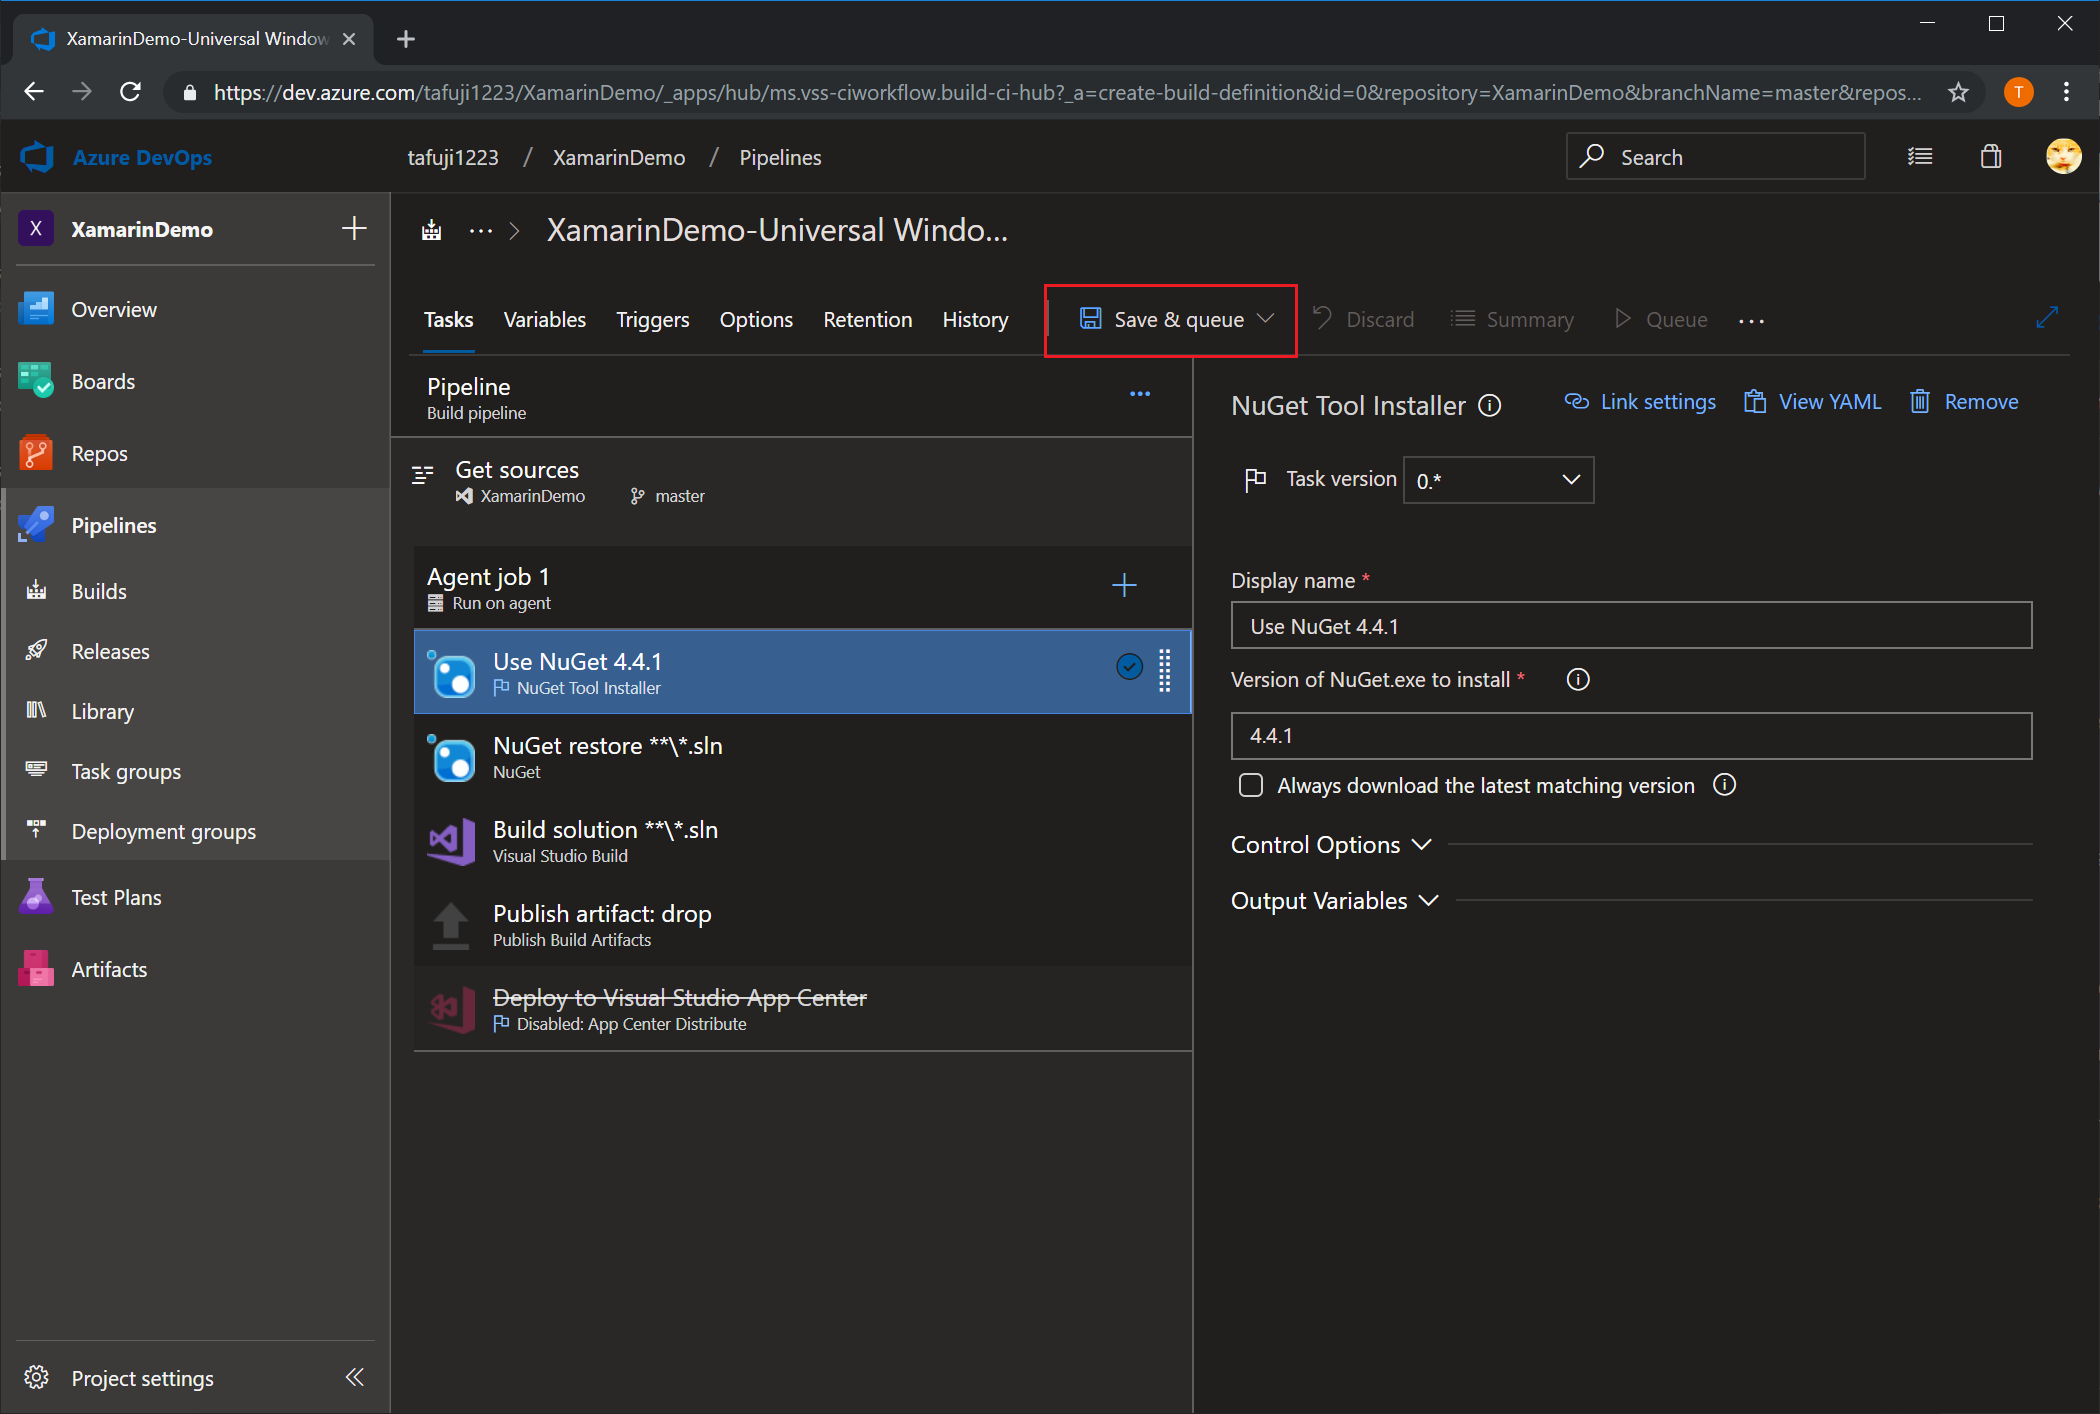 XamarinDemo-Universal Window
https://dev.azure.com/tafuji1223/XamarinDemo/_apps/hub/ms.vss-ciworkflow.build-ci-hub?_a=create-build-definition&id=0&repository=XamarinDemo&branchName=master&repos...
T
Azure DevOps
tafuji1223 / XamarinDemo / Pipelines
Search
X
XamarinDemo
Overview
Boards
Repos
Pipelines
Builds
Releases
Library
Task groups
Deployment groups
Test Plans
Artifacts
Project settings
... > XamarinDemo-Universal Windo...
Tasks Variables Triggers Options Retention History Save & queue Discard Summary Queue ...
Pipeline
Build pipeline
Get sources
XamarinDemo master
Agent job 1
Run on agent
Use NuGet 4.4.1
NuGet Tool Installer
NuGet restore **\*.sln
NuGet
Build solution **\*.sln
Visual Studio Build
Publish artifact: drop
Publish Build Artifacts
Deploy to Visual Studio App Center
Disabled: App Center Distribute
NuGet Tool Installer
Link settings View YAML Remove
Task version 0.*
Display name *
Use NuGet 4.4.1
Version of NuGet.exe to install *
4.4.1
Always download the latest matching version
Control Options
Output Variables